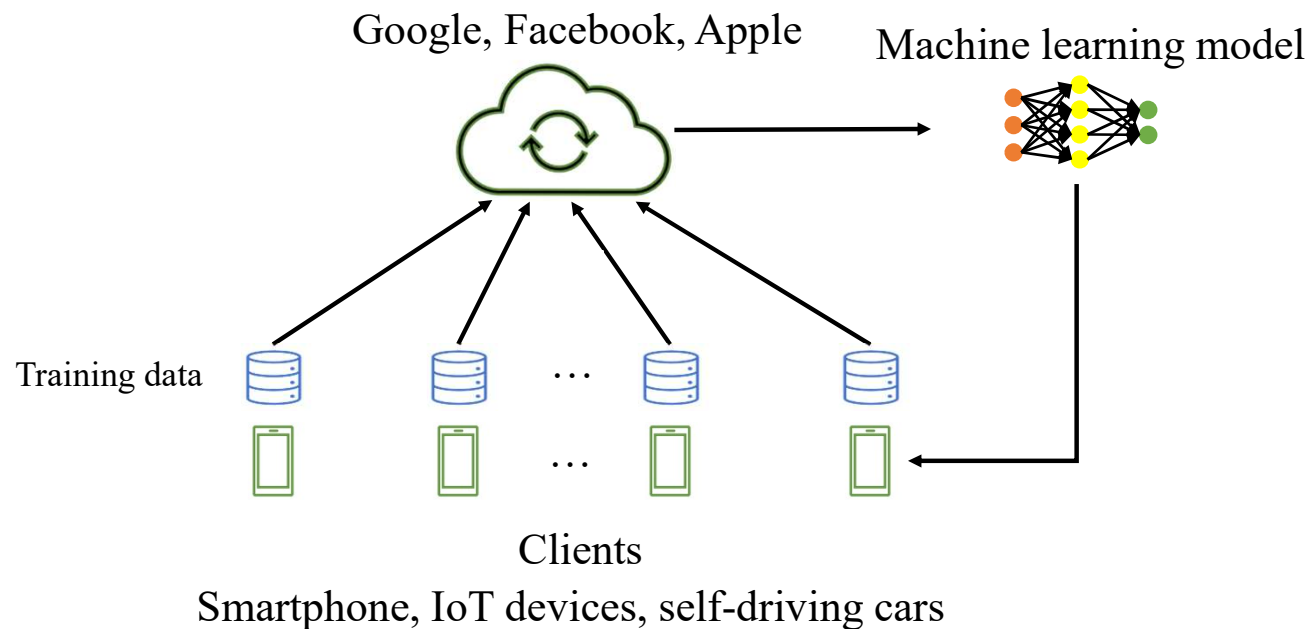 Google, Facebook, Apple
Machine learning model
Training data
…
…
Clients
Smartphone, IoT devices, self-driving cars